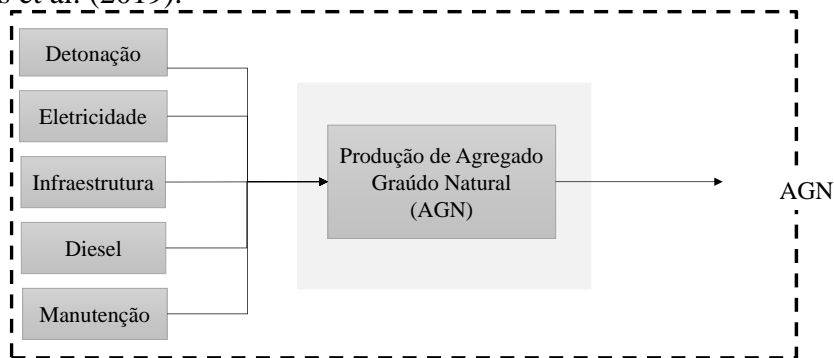 s et al. (2019).
Detonação
Eletricidade
Infraestrutura
Diesel
Manutenção
Produção de Agregado
Graúdo Natural
(AGN)
AGN